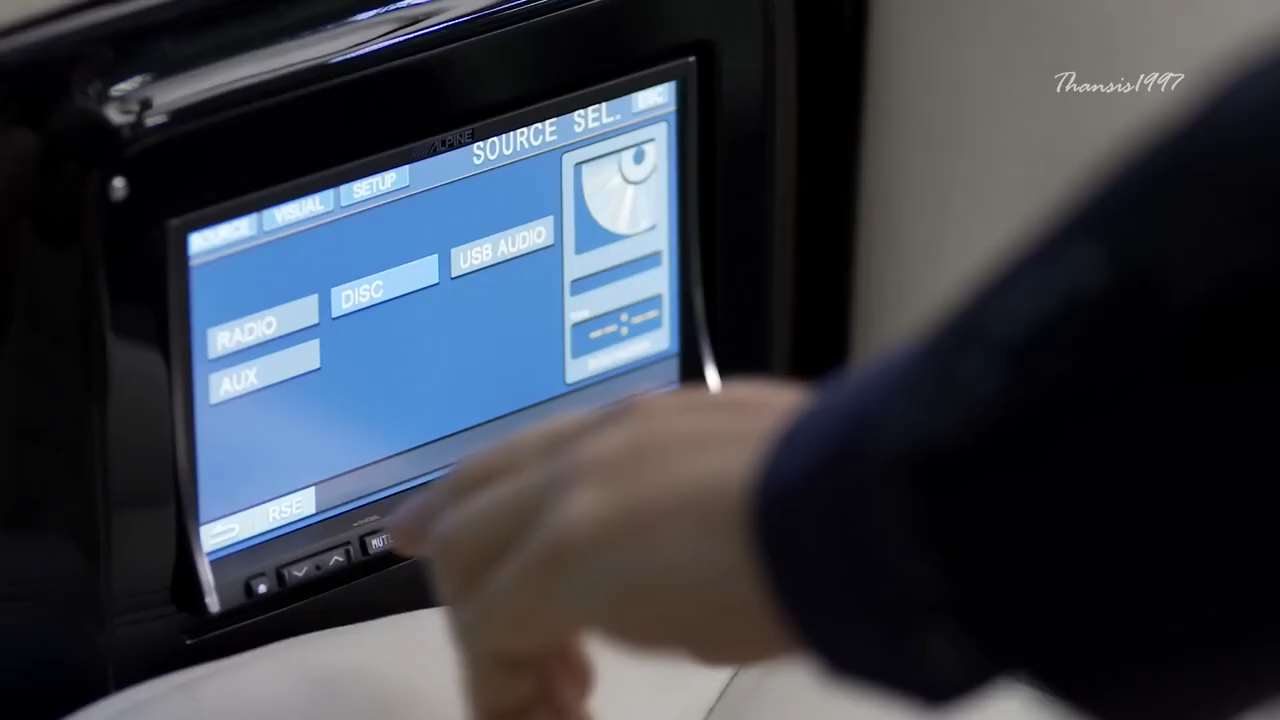 Thansis1997
ALPINE
SOURCE SEL.
ESC
SOURCE
VISUAL
SETUP
RADIO
DISC
USB AUDIO
AUX
RSE
MUTE